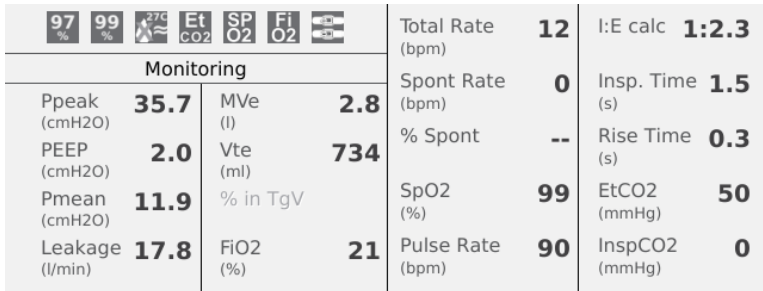 97 %
99 %
27C
Et CO2
SP O2
Fi O2
Monitoring
Ppeak 35.7
(cmH2O)
PEEP 2.0
(cmH2O)
Pmean 11.9
(cmH2O)
Leakage 17.8
(l/min)
MVe 2.8
(l)
Vte 734
(ml)
% in TgV
FiO2 21
(%)
Total Rate 12
(bpm)
Spont Rate 0
(bpm)
% Spont --
SpO2 99
(%)
Pulse Rate 90
(bpm)
I:E calc 1:2.3
Insp. Time 1.5
(s)
Rise Time 0.3
(s)
EtCO2 50
(mmHg)
InspCO2 0
(mmHg)